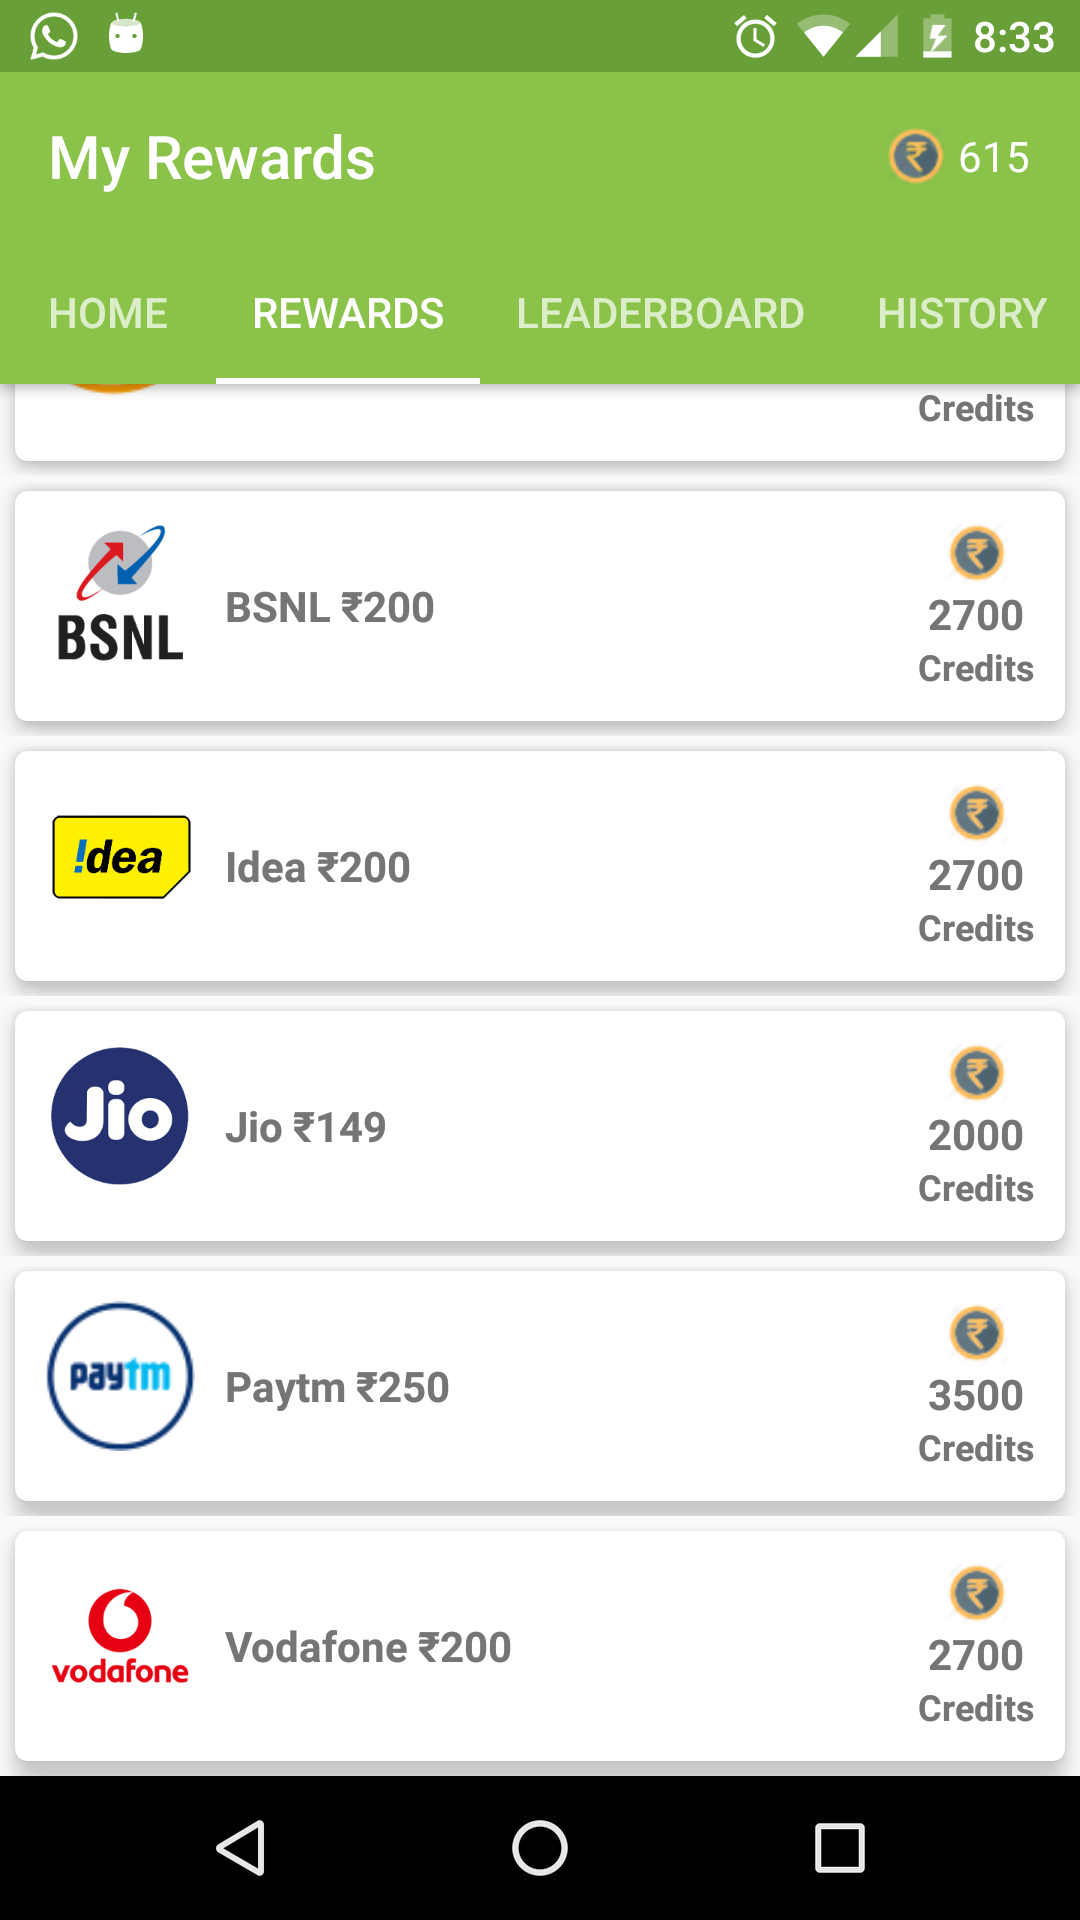 8:33
My Rewards
615
HOME REWARDS LEADERBOARD HISTORY
Credits
BSNL
BSNL ₹200
₹
2700
Credits
!dea
Idea ₹200
₹
2700
Credits
Jio
Jio ₹149
₹
2000
Credits
paytm
Paytm ₹250
₹
3500
Credits
vodafone
Vodafone ₹200
₹
2700
Credits